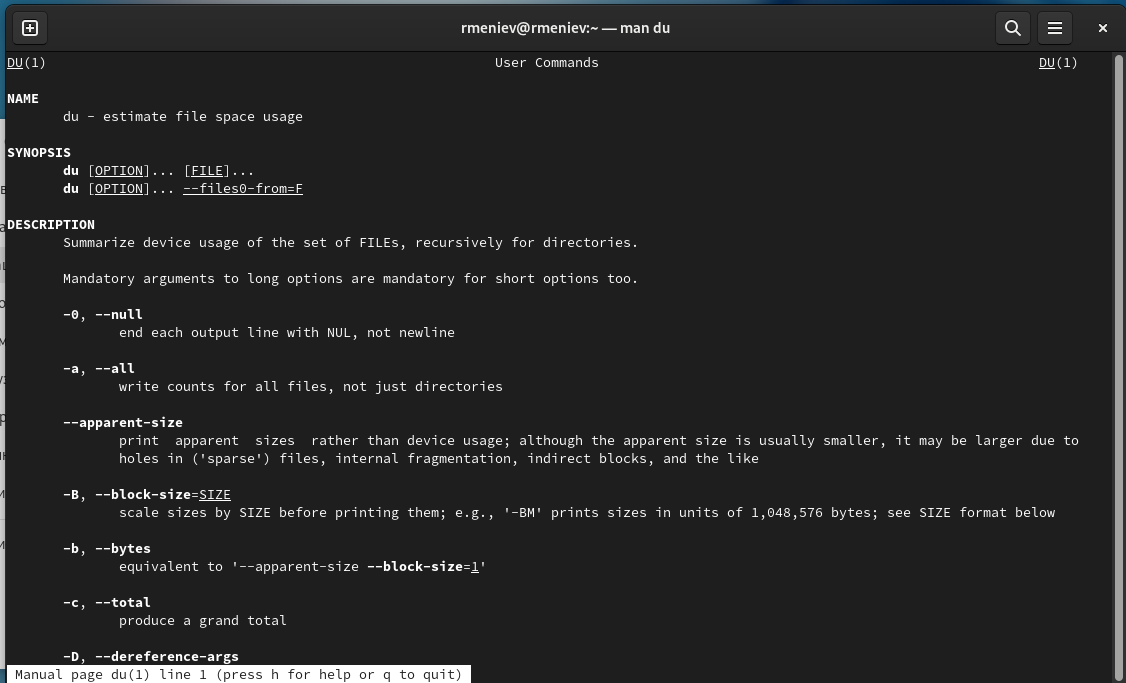 rmeniev@rmeniev:~ — man du
DU(1) User Commands DU(1)
NAME
du - estimate file space usage
SYNOPSIS
du [OPTION]... [FILE]...
du [OPTION]... --files0-from=F
DESCRIPTION
Summarize device usage of the set of FILEs, recursively for directories.
Mandatory arguments to long options are mandatory for short options too.
-0, --null
end each output line with NUL, not newline
-a, --all
write counts for all files, not just directories
--apparent-size
print apparent sizes rather than device usage; although the apparent size is usually smaller, it may be larger due to
holes in ('sparse') files, internal fragmentation, indirect blocks, and the like
-B, --block-size=SIZE
scale sizes by SIZE before printing them; e.g., '-BM' prints sizes in units of 1,048,576 bytes; see SIZE format below
-b, --bytes
equivalent to '--apparent-size --block-size=1'
-c, --total
produce a grand total
-D, --dereference-args
Manual page du(1) line 1 (press h for help or q to quit)